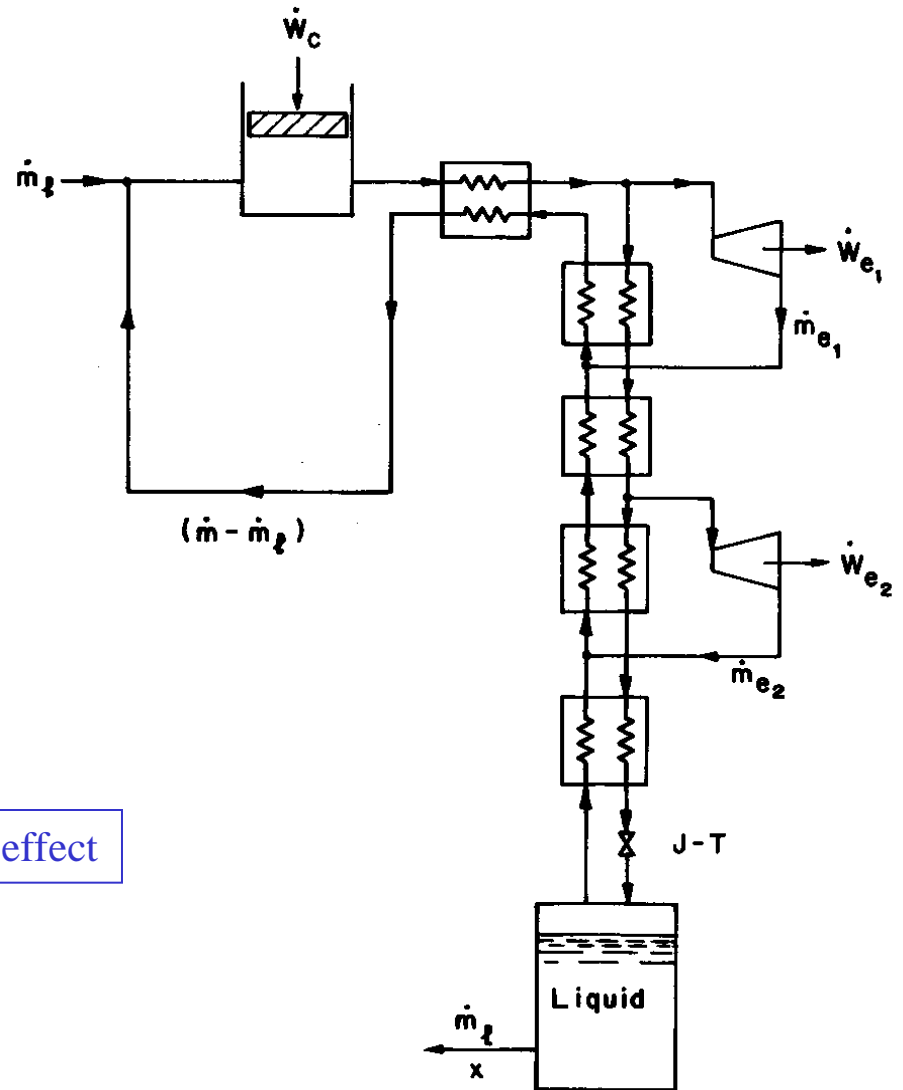 Ẇc
ṁℓ
Ẇe₁
ṁe₁
(ṁ - ṁℓ)
Ẇe₂
ṁe₂
effect
J-T
Liquid
ṁℓ
x